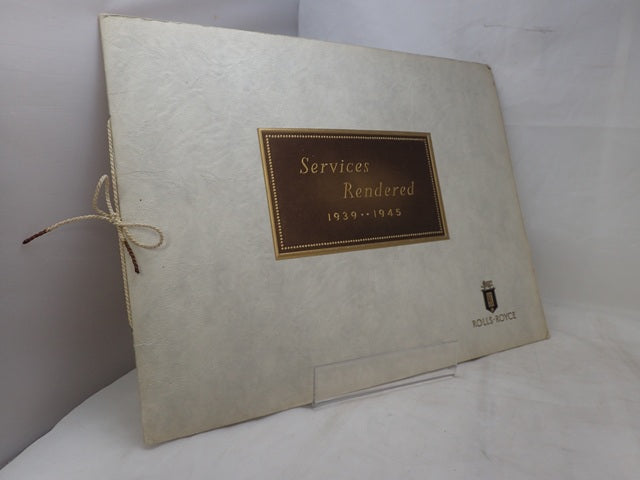 Services
Rendered
1939··1945
ROLLS-ROYCE